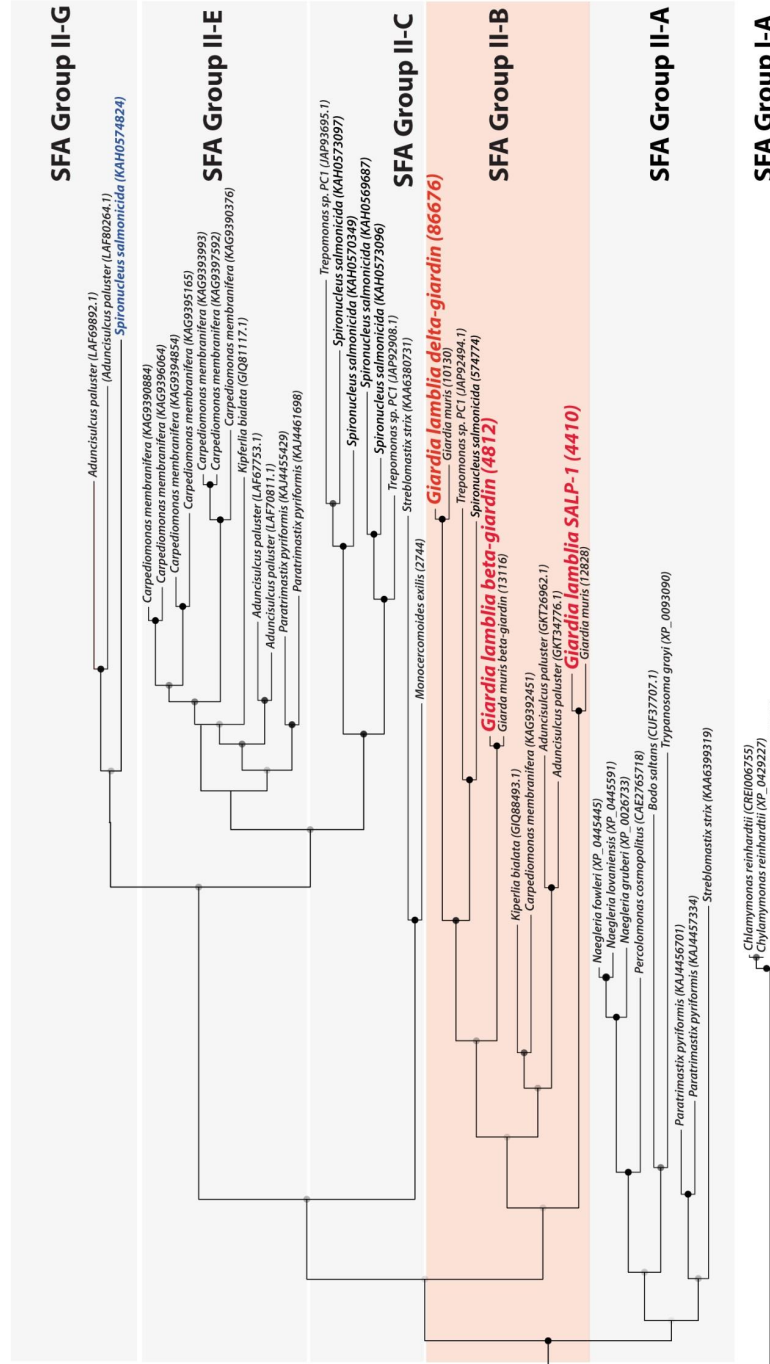 SFA Group II-G
Aduncisulcus paluster (LAF69892.1)
(Aduncisulcus paluster (LAF80264.1)
Spironucleus salmonicida (KAH0574824)
SFA Group II-E
Carpediomonas membranifera (KAG9390884)
Carpediomonas membranifera (KAG9396064)
Carpediomonas membranifera (KAG9394854)
Carpediomonas membranifera (KAG9395165)
Carpediomonas membranifera (KAG9393993)
Carpediomonas membranifera (KAG9397592)
Carpediomonas membranifera (KAG9390376)
Kipferlia bialata (GIQ81117.1)
Aduncisulcus paluster (LAF67753.1)
Aduncisulcus paluster (LAF70811.1)
Paratrimastix pyriformis (KAJ4455429)
Paratrimastix pyriformis (KAJ4461698)
SFA Group II-C
Trepomonas sp. PC1 (JAP93695.1)
Spironucleus salmonicida (KAH0573097)
Spironucleus salmonicida (KAH0570349)
Spironucleus salmonicida (KAH0569687)
Spironucleus salmonicida (KAH0573096)
Trepomonas sp. PC1 (JAP92908.1)
Streblomastix strix (KAA6380731)
Monocercomoides exilis (2744)
SFA Group II-B
Giardia lamblia delta-giardin (86676)
Giardia muris (10130)
Trepomonas sp. PC1 (JAP92494.1)
Spironucleus salmonicida (574774)
Giardia lamblia beta-giardin (4812)
Giarda muris beta-giardin (13116)
Kiperlia bialata (GIQ88493.1)
Carpediomonas membranifera (KAG9392451)
Aduncisulcus paluster (GKT26962.1)
Aduncisulcus paluster (GKT34776.1)
Giardia lamblia SALP-1 (4410)
Giardia muris (12828)
SFA Group II-A
Naegleria fowleri (XP_0445445)
Naegleria lovaniensis (XP_0445591)
Naegleria gruberi (XP_0026733)
Percolomonas cosmopolitus (CAE2765718)
Bodo saltans (CUF37707.1)
Trypanosoma grayi (XP_0093090)
Paratrimastix pyriformis (KAJ4456701)
Paratrimastix pyriformis (KAJ4457334)
Streblomastix strix (KAA6399319)
SFA Group I-A
Chlamymonas reinhardtii (CREI006755)
Chylamymonas reinhardtii (XP_0429227)